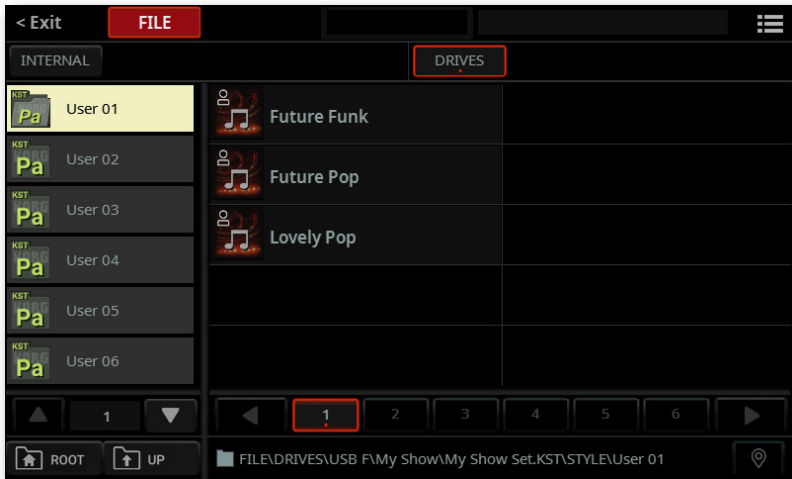 < Exit FILE
INTERNAL DRIVES
KST Pa User 01
KST Pa User 02
KST Pa User 03
KST Pa User 04
KST Pa User 05
KST Pa User 06
Future Funk
Future Pop
Lovely Pop
1
1 2 3 4 5 6
ROOT UP
FILE\DRIVES\USB F\My Show\My Show Set.KST\STYLE\User 01